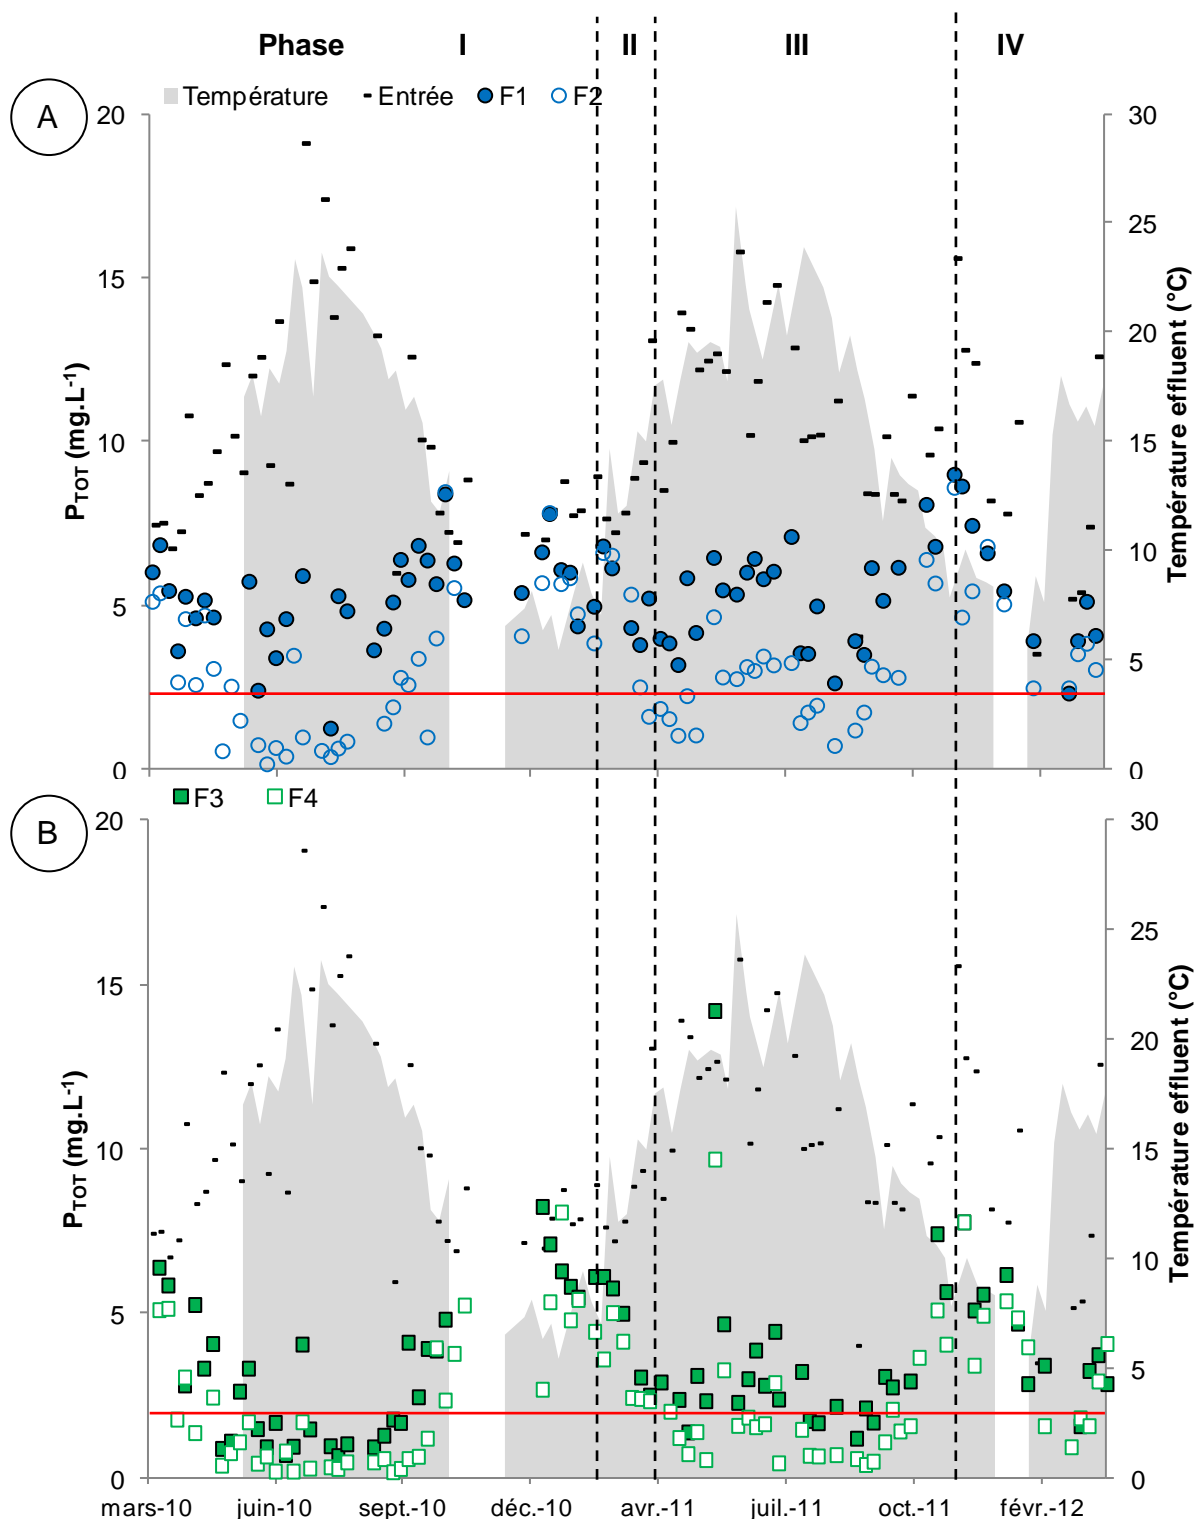 Phase I II III IV
A
Température Entrée F1 F2
20 30
25
15
20
10 15
10
5
5
0 0
P_TOT (mg.L⁻¹)
Température effluent (°C)
F3 F4
B
20 30
25
15
20
10 15
10
5
5
0 0
P_TOT (mg.L⁻¹)
Température effluent (°C)
mars-10 juin-10 sept.-10 déc.-10 avr.-11 juil.-11 oct.-11 févr.-12